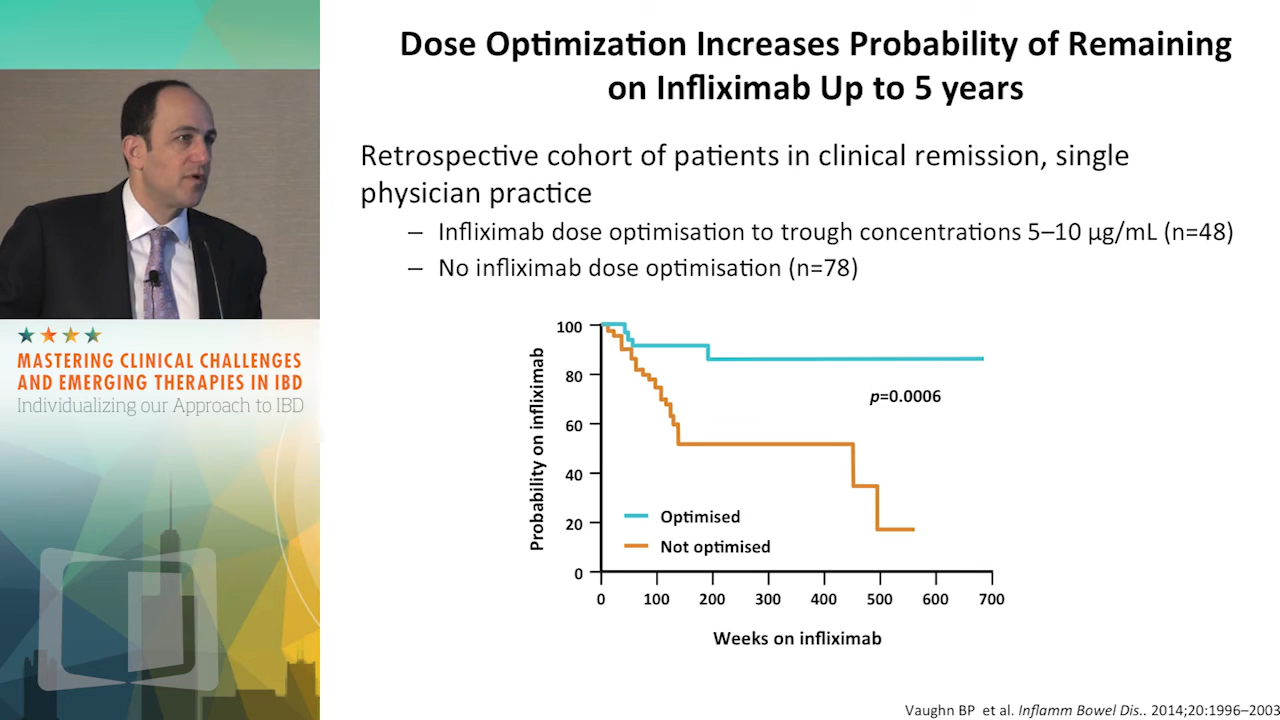 Dose Optimization Increases Probability of Remaining
on Infliximab Up to 5 years
Retrospective cohort of patients in clinical remission, single
physician practice
– Infliximab dose optimisation to trough concentrations 5–10 µg/mL (n=48)
– No infliximab dose optimisation (n=78)
MASTERING CLINICAL CHALLENGES
AND EMERGING THERAPIES IN IBD
Individualizing our Approach to IBD
Probability on infliximab
100
80
60
40
20
0
p=0.0006
Optimised
Not optimised
0 100 200 300 400 500 600 700
Weeks on infliximab
Vaughn BP et al. Inflamm Bowel Dis.. 2014;20:1996–2003